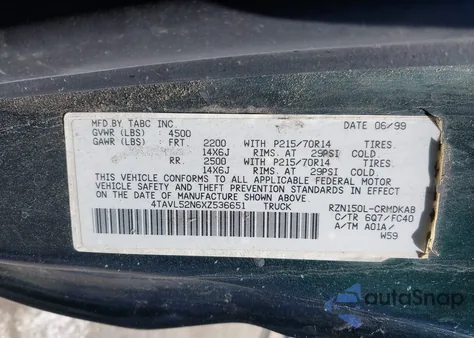 MFD.BY TABC INC. DATE 06/99
GVWR (LBS) 4500
GAWR (LBS) FRT. 2200 WITH P215/70R14 TIRES.
14X6J RIMS. AT 29PSI COLD
RR. 2500 WITH P215/70R14 TIRES.
14X6J RIMS. AT 29PSI COLD
THIS VEHICLE CONFORMS TO ALL APPLICABLE FEDERAL MOTOR
VEHICLE SAFETY AND THEFT PREVENTION STANDARDS IN EFFECT
ON THE DATE OF MANUFACTURE SHOWN ABOVE.
4TAVL52N6XZ536651 TRUCK RZN150L-CRMDKAB
C/TR 6Q7/FC40
A/TM A01A/
W59
autoSnap